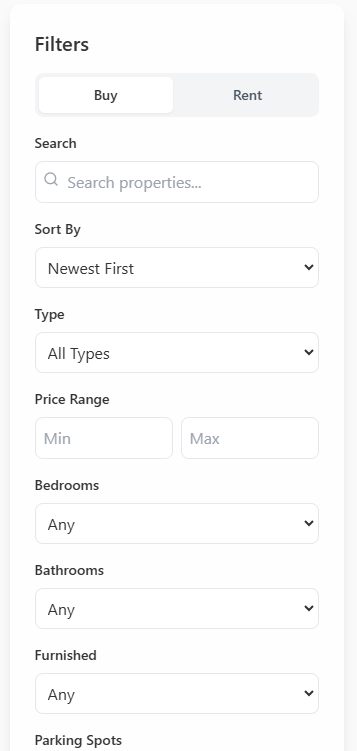 Filters
Buy Rent
Search
Search properties...
Sort By
Newest First
Type
All Types
Price Range
Min Max
Bedrooms
Any
Bathrooms
Any
Furnished
Any
Parking Spots